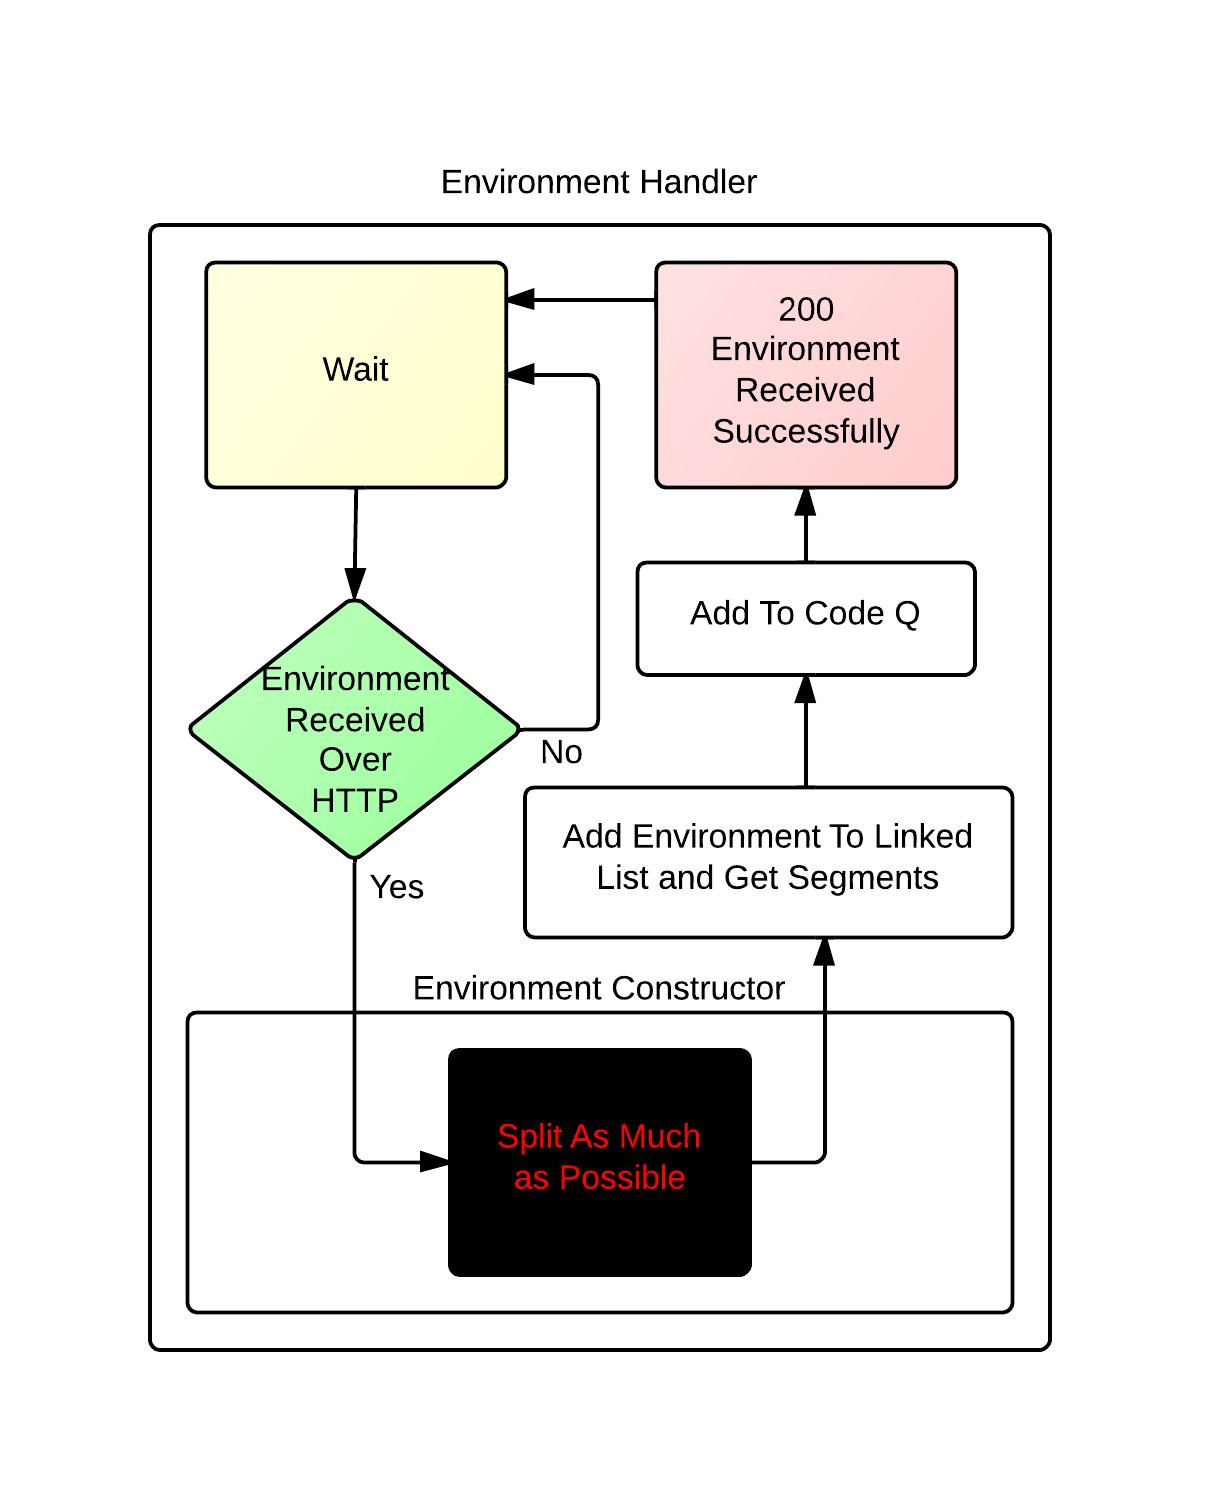 Environment Handler
Wait
200
Environment
Received
Successfully
Add To Code Q
Environment
Received
Over
HTTP
No
Yes
Add Environment To Linked
List and Get Segments
Environment Constructor
Split As Much
as Possible